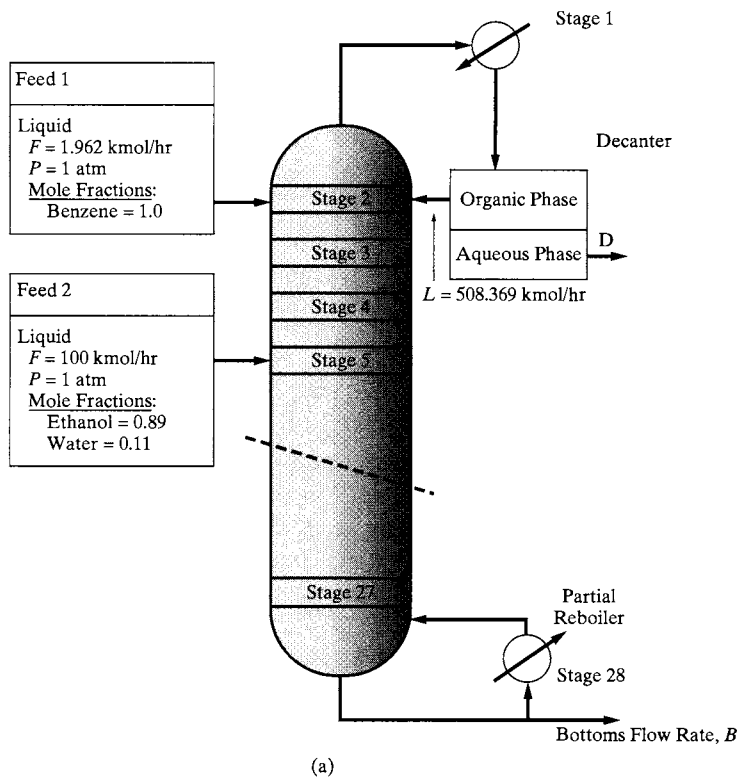 Stage 1
Feed 1
Liquid
F = 1.962 kmol/hr
P = 1 atm
Mole Fractions:
Benzene = 1.0
Decanter
Stage 2
Organic Phase
Stage 3
Aqueous Phase
D
Feed 2
Stage 4
L = 508.369 kmol/hr
Liquid
F = 100 kmol/hr
P = 1 atm
Mole Fractions:
Ethanol = 0.89
Water = 0.11
Stage 5
Stage 27
Partial
Reboiler
Stage 28
Bottoms Flow Rate, B
(a)